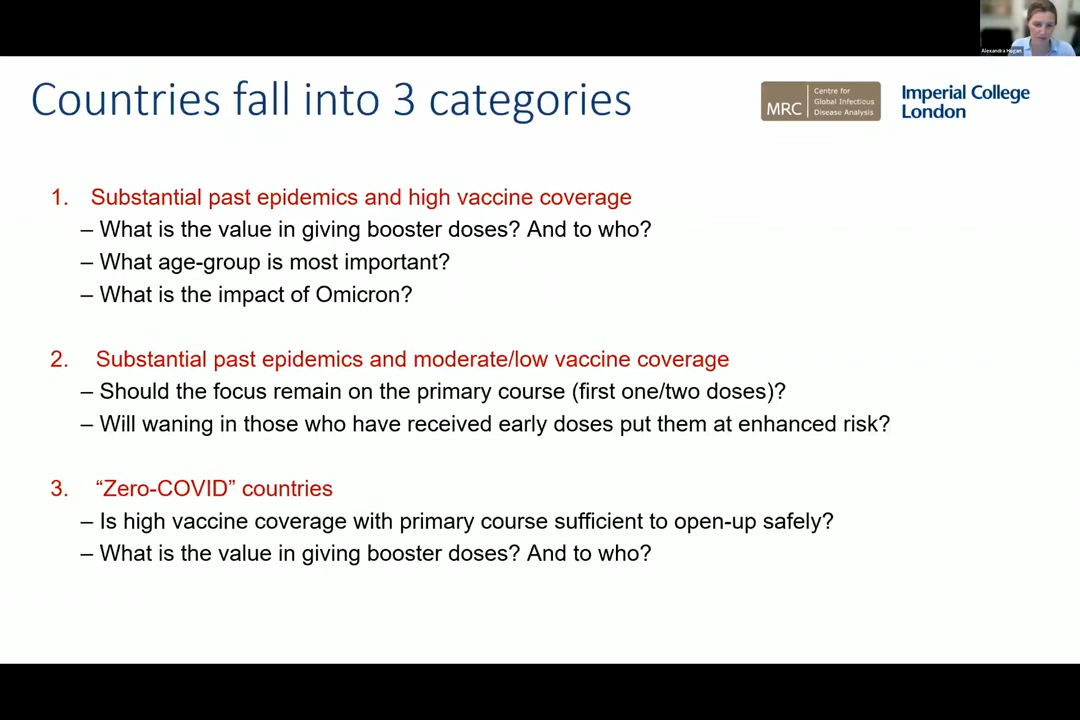 Alexandra Hogan
Countries fall into 3 categories
MRC
Centre for
Global Infectious
Disease Analysis
Imperial College
London
1. Substantial past epidemics and high vaccine coverage
– What is the value in giving booster doses? And to who?
– What age-group is most important?
– What is the impact of Omicron?
2. Substantial past epidemics and moderate/low vaccine coverage
– Should the focus remain on the primary course (first one/two doses)?
– Will waning in those who have received early doses put them at enhanced risk?
3. “Zero-COVID” countries
– Is high vaccine coverage with primary course sufficient to open-up safely?
– What is the value in giving booster doses? And to who?